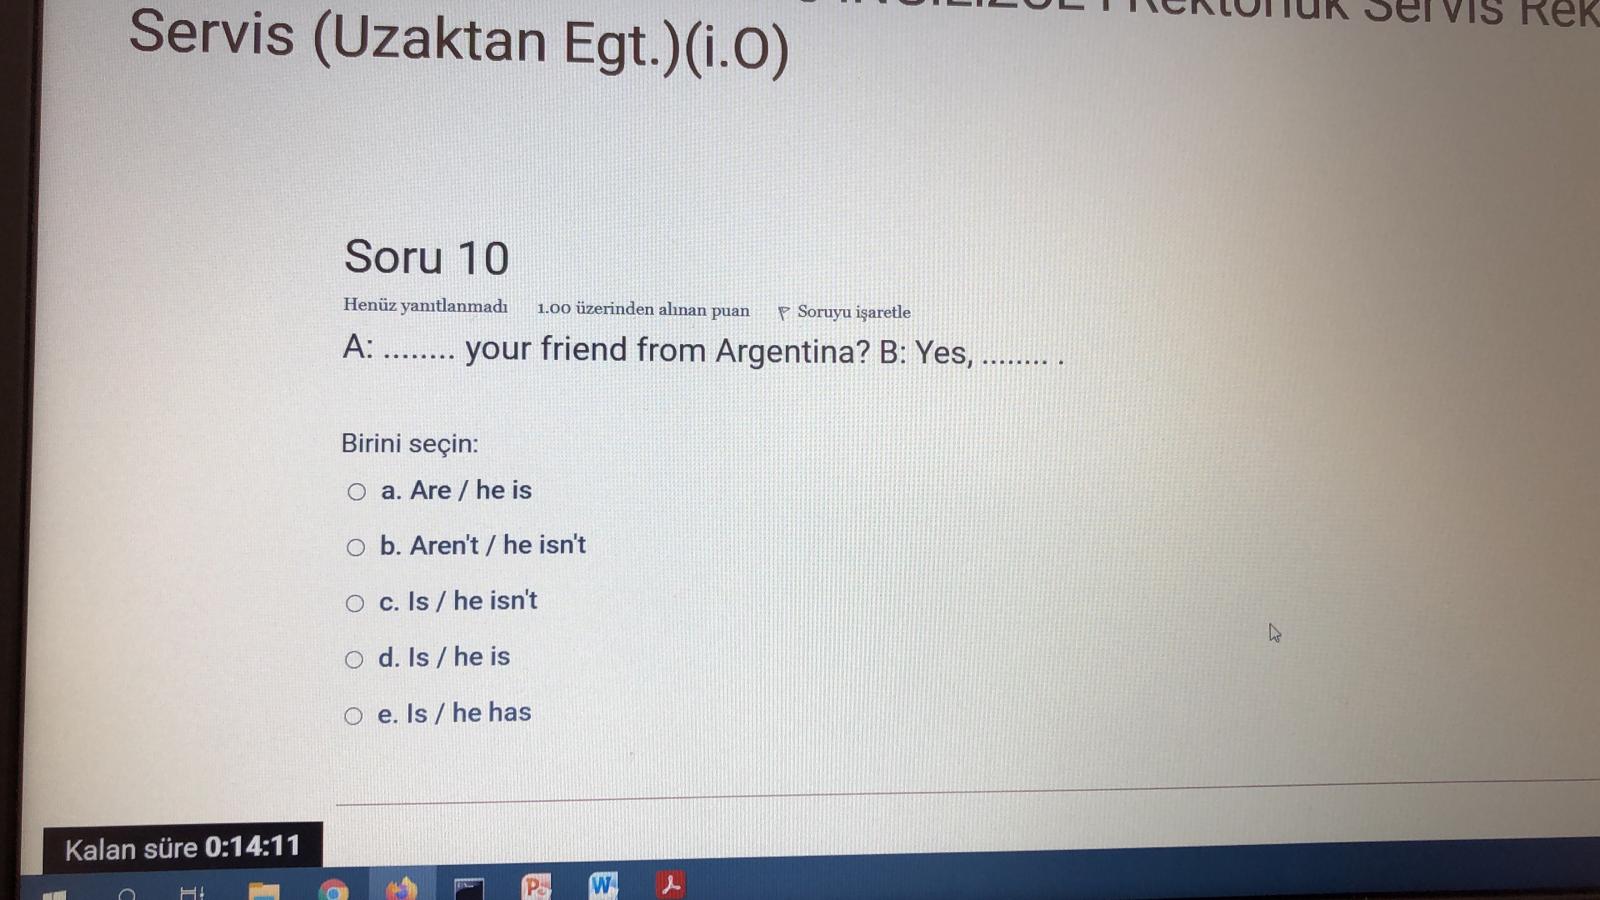 Servis Rek
Servis (Uzaktan Egt.)(i.O)
Soru 10
Henüz yanıtlanmadı 1.00 üzerinden alınan puan Soruyu işaretle
A: ........ your friend from Argentina? B: Yes, ........ .
Birini seçin:
a. Are / he is
b. Aren't / he isn't
c. Is / he isn't
d. Is / he is
e. Is / he has
Kalan süre 0:14:11